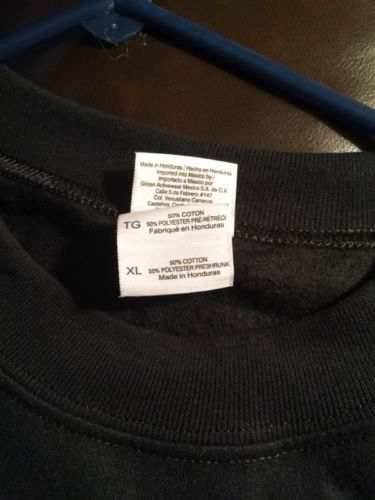 Made in Honduras / Hecho en Honduras
Imported into Mexico by /
Importado a México por
Gildan Activewear Mexico S.A. de C.V.
Calle 5 de Febrero #147
Col. Venustiano Carranza
TG
50% COTON
50% POLYESTER PRÉ-RÉTRÉCI
Fabriqué en Honduras
XL
50% COTTON
50% POLYESTER PRESHRUNK
Made in Honduras